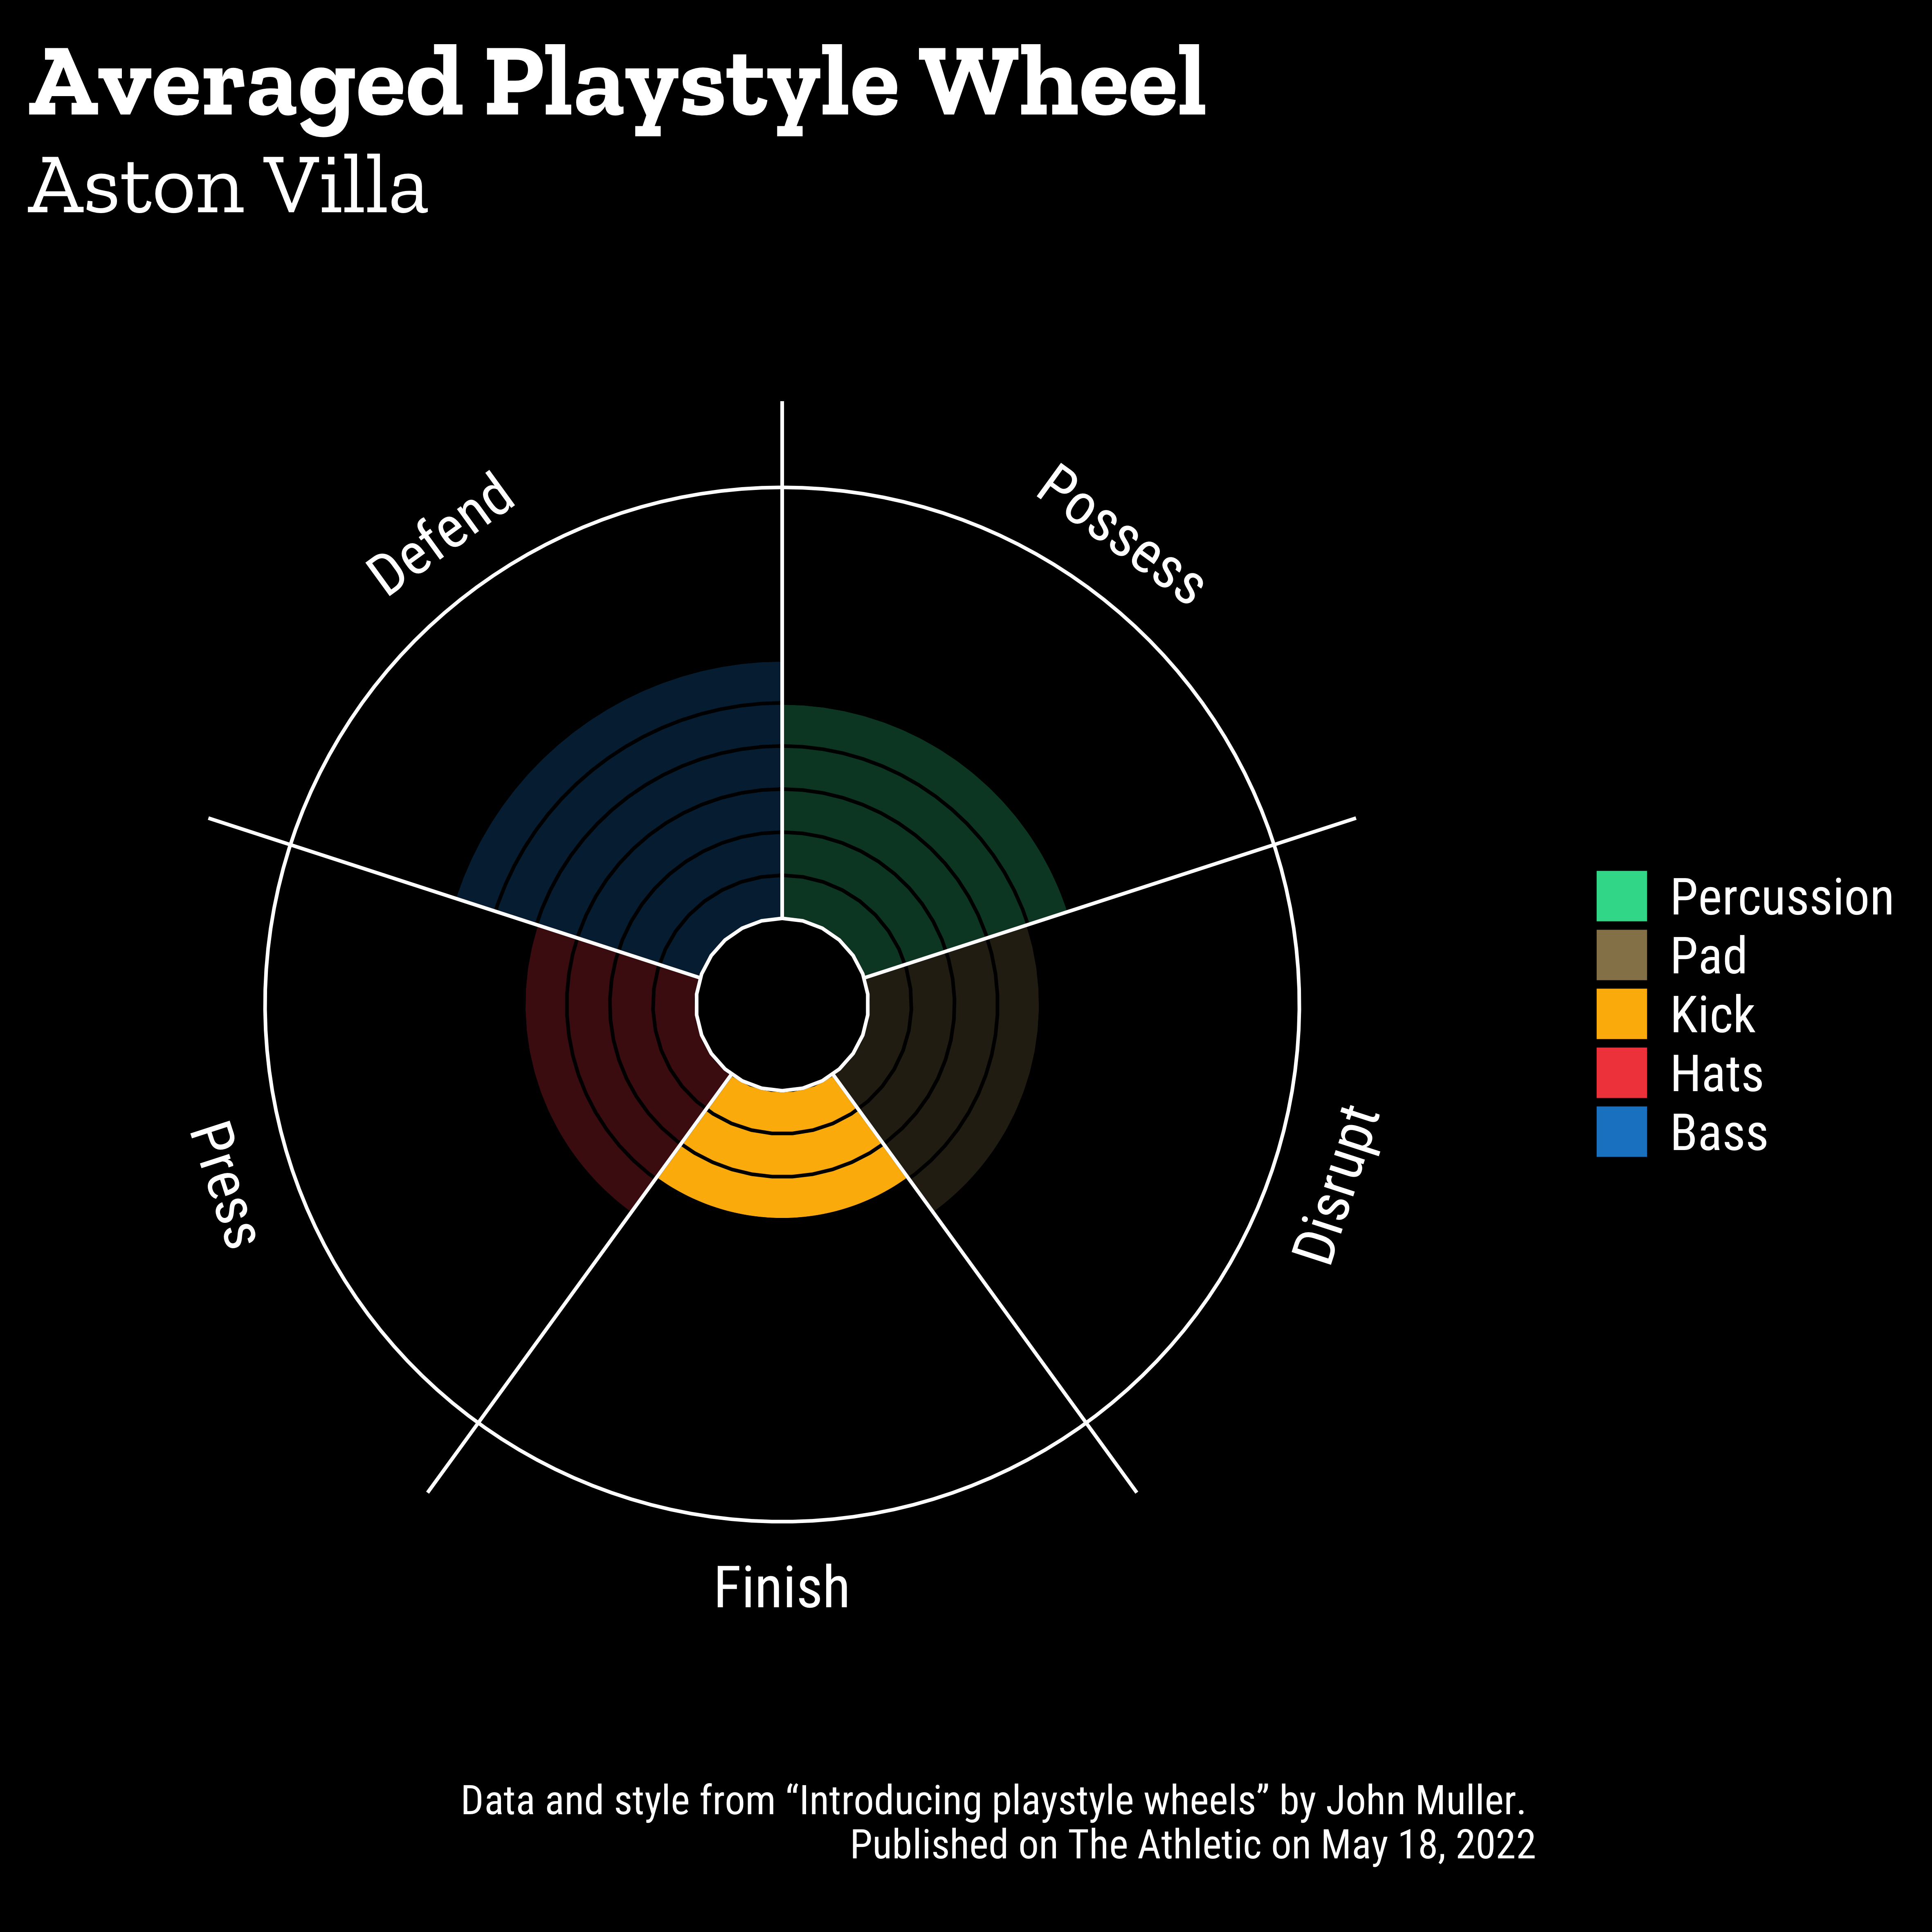 Averaged Playstyle Wheel
Aston Villa
Defend
Possess
Press
Disrupt
Finish
Percussion
Pad
Kick
Hats
Bass
Data and style from “Introducing playstyle wheels” by John Muller.
Published on The Athletic on May 18, 2022